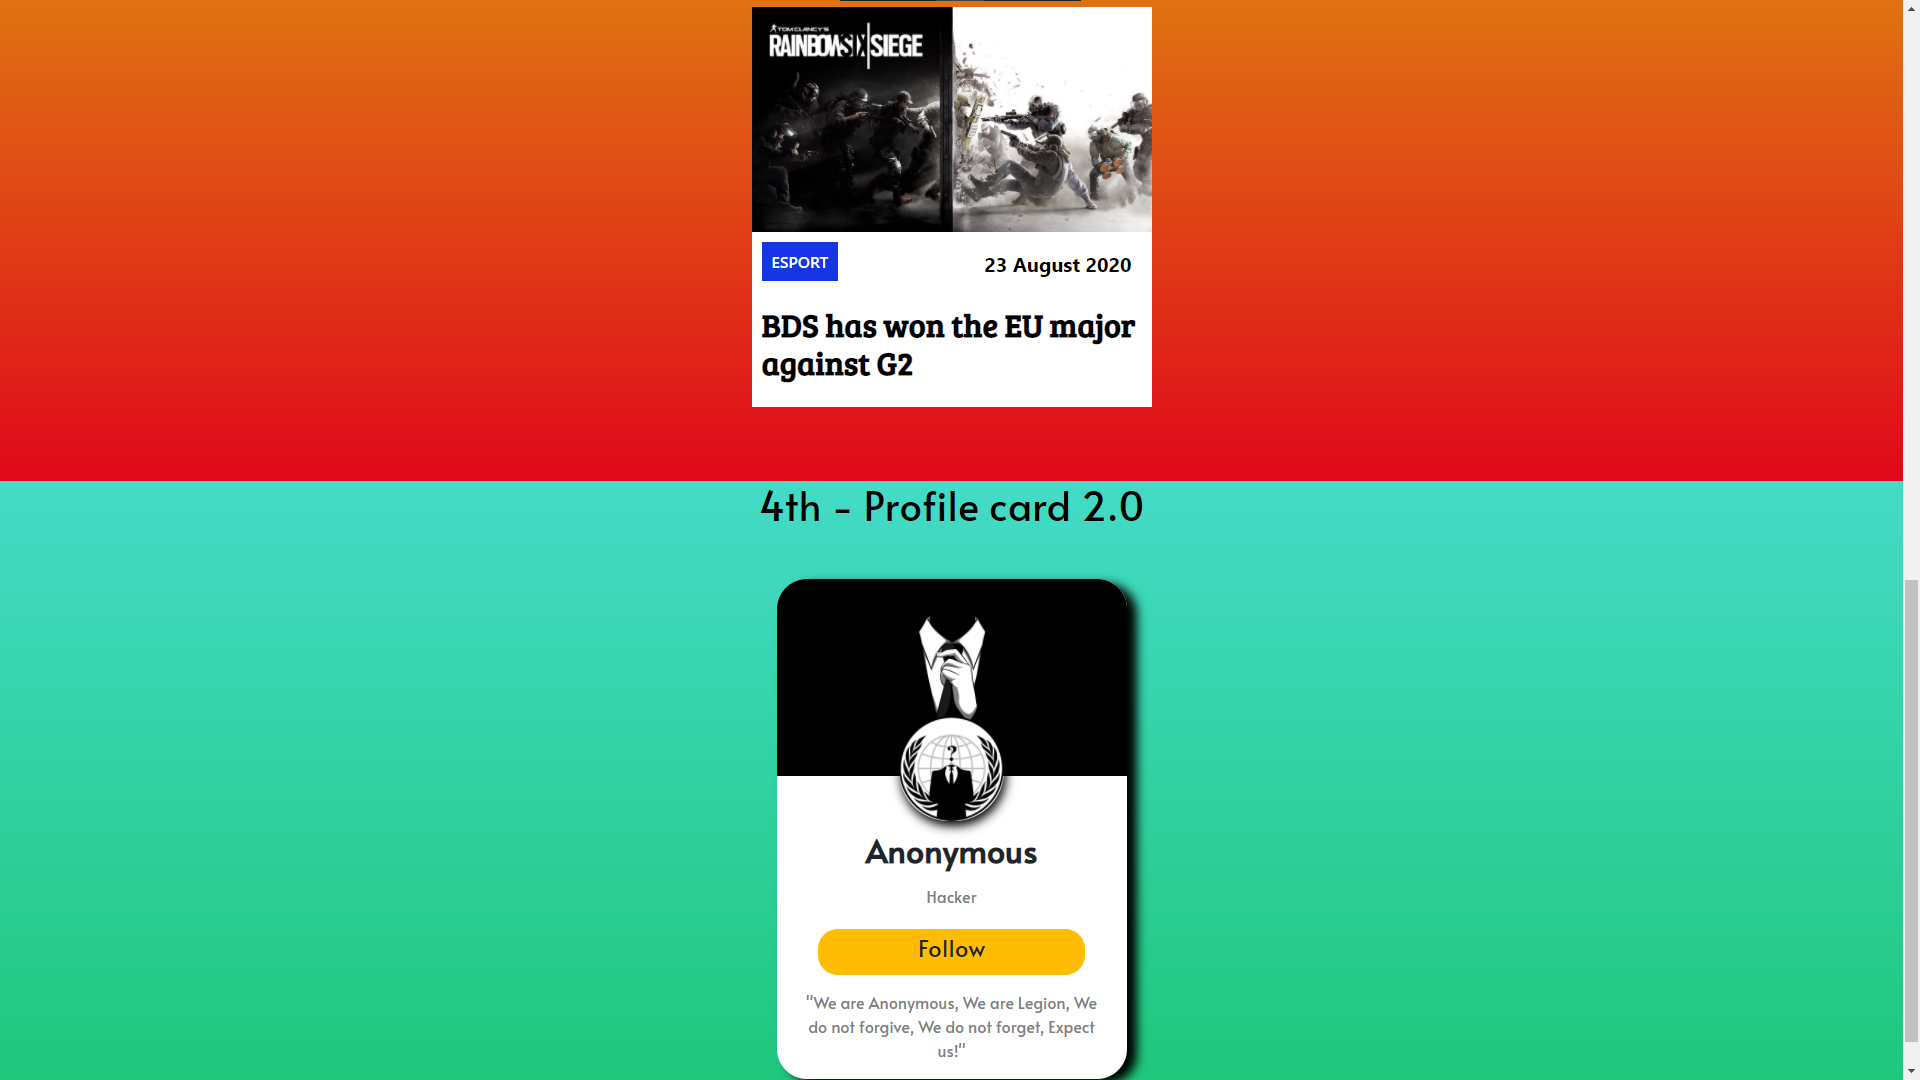 TOM CLANCY'S
RAINBOWSIX|SIEGE
ESPORT
23 August 2020
BDS has won the EU major
against G2
4th - Profile card 2.0
?
Anonymous
Hacker
Follow
"We are Anonymous, We are Legion, We
do not forgive, We do not forget, Expect
us!"